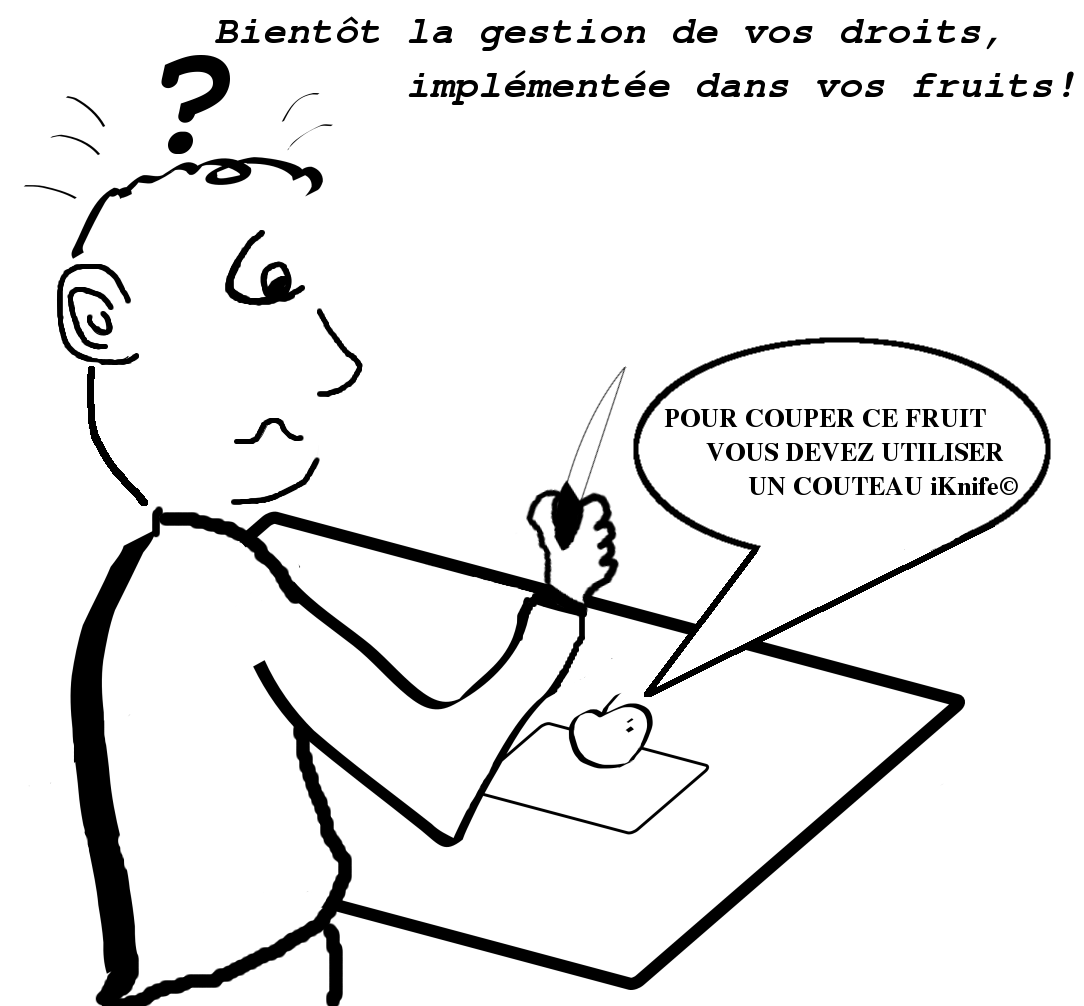 Bientôt la gestion de vos droits,
implémentée dans vos fruits!
?
POUR COUPER CE FRUIT
VOUS DEVEZ UTILISER
UN COUTEAU iKnife©